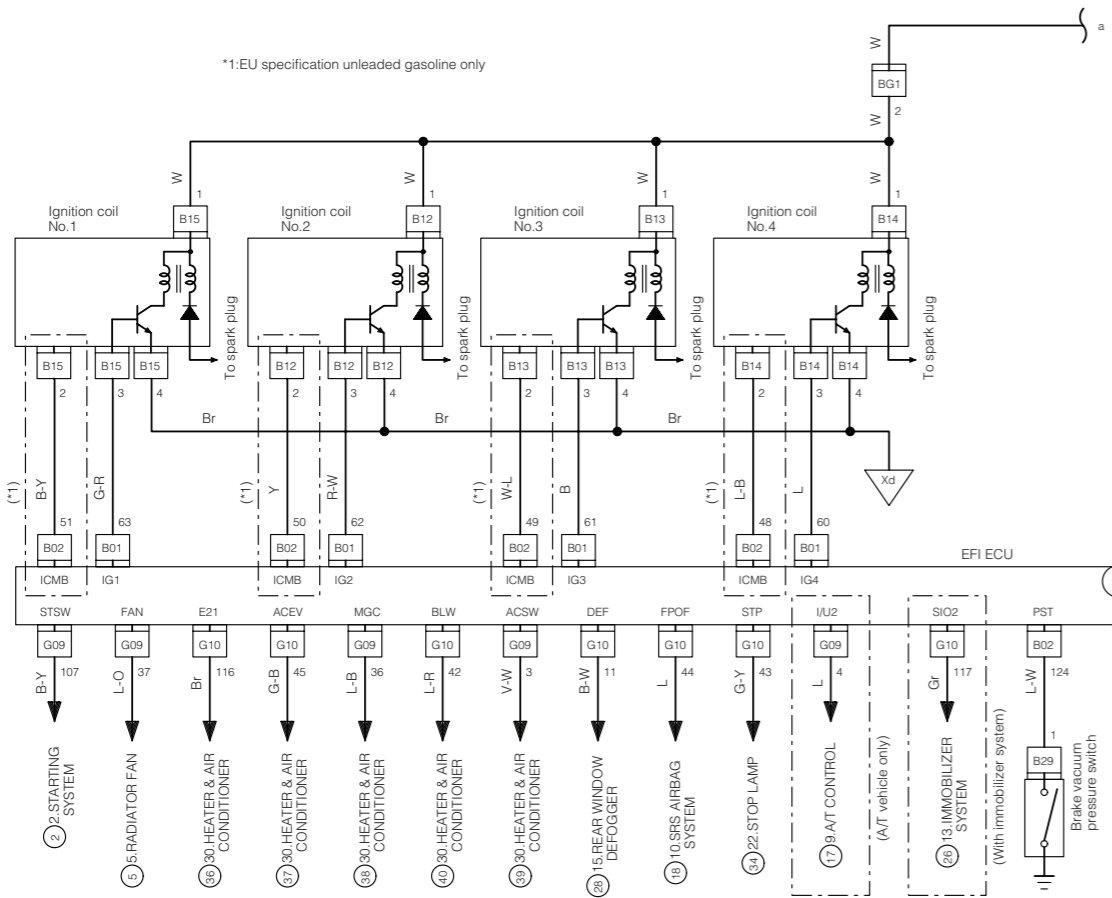 a
W
*1:EU specification unleaded gasoline only
BG1
2
W
W
1
W
1
W
1
W
1
Ignition coil
No.1
B15
Ignition coil
No.2
B12
Ignition coil
No.3
B13
Ignition coil
No.4
B14
To spark plug
To spark plug
To spark plug
To spark plug
B15
B15
B15
B12
B12
B12
B13
B13
B13
B14
B14
B14
2
3
4
2
3
4
2
3
4
2
3
4
Br
Br
Br
Xd
(*1)
B-Y
G-R
(*1)
Y
R-W
(*1)
W-L
B
(*1)
L-B
L
51
63
50
62
49
61
48
60
B02
B01
B02
B01
B02
B01
B02
B01
EFI ECU
ICMB
IG1
ICMB
IG2
ICMB
IG3
ICMB
IG4
STSW
FAN
E21
ACEV
MGC
BLW
ACSW
DEF
FPOF
STP
I/U2
SIO2
PST
G09
G09
G10
G10
G09
G10
G09
G10
G10
G10
G09
G10
B02
B-Y
107
L-O
37
Br
116
G-B
45
L-B
36
L-R
42
V-W
3
B-W
11
L
44
G-Y
43
L
4
Gr
117
L-W
124
1
B29
2 2.STARTING
SYSTEM
5 5.RADIATOR FAN
36 30.HEATER & AIR
CONDITIONER
37 30.HEATER & AIR
CONDITIONER
38 30.HEATER & AIR
CONDITIONER
40 30.HEATER & AIR
CONDITIONER
39 30.HEATER & AIR
CONDITIONER
28 15.REAR WINDOW
DEFOGGER
18 10.SRS AIRBAG
SYSTEM
34 22.STOP LAMP
17 9.A/T CONTROL
(A/T vehicle only)
26 13.IMMOBILIZER
SYSTEM
(With immobilizer system)
Brake vacuum
pressure switch